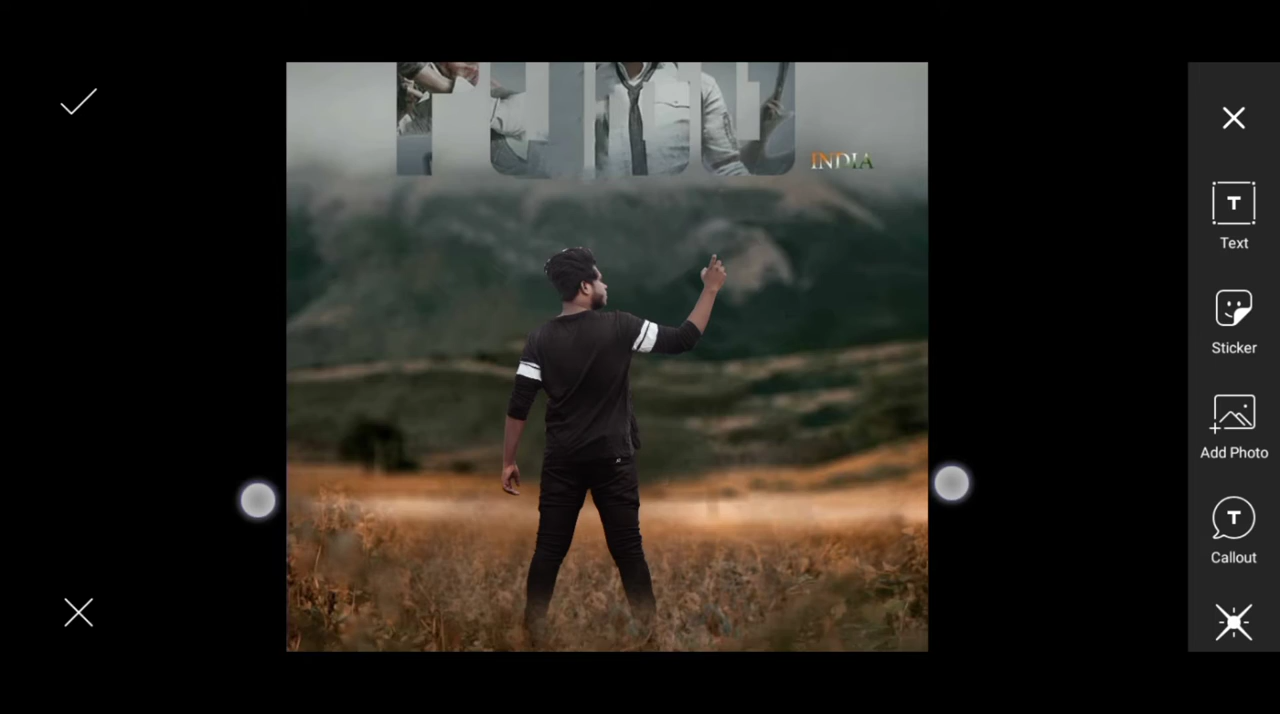 INDIA
T
Text
Sticker
Add Photo
T
Callout